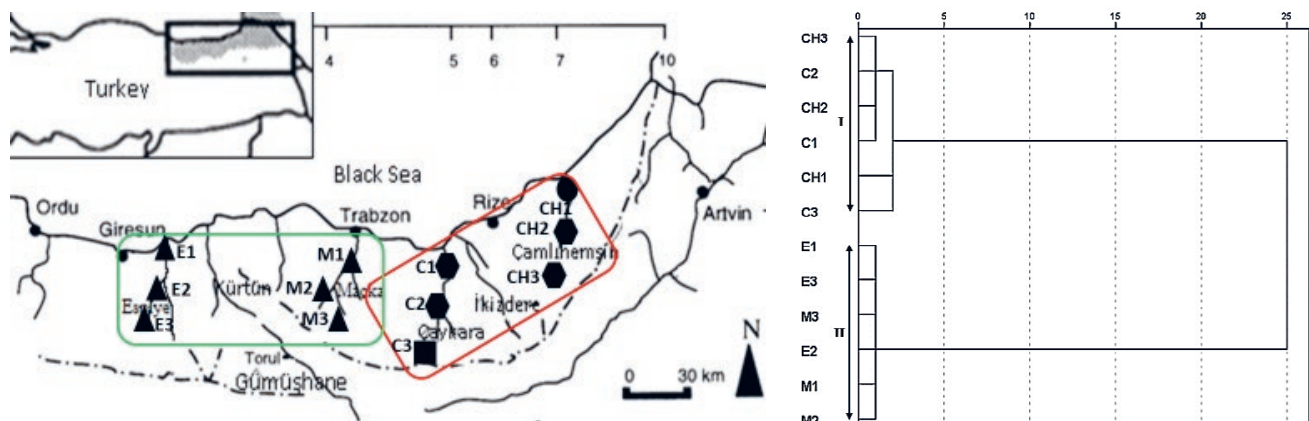 4 5 6 7 10
Turkey
Black Sea
Ordu
Giresun
Trabzon
Rize
Artvin
CH1
CH2
Çamlıhemşin
CH3
E1
M1
C1
E2
Kürtün
M2
Maçka
C2
İkizdere
E3
M3
Çaykara
C3
Torul
Gümüshane
N
0 30 km
0 5 10 15 20 25
CH3
C2
CH2
I
C1
CH1
C3
E1
E3
M3
II
E2
M1
M2